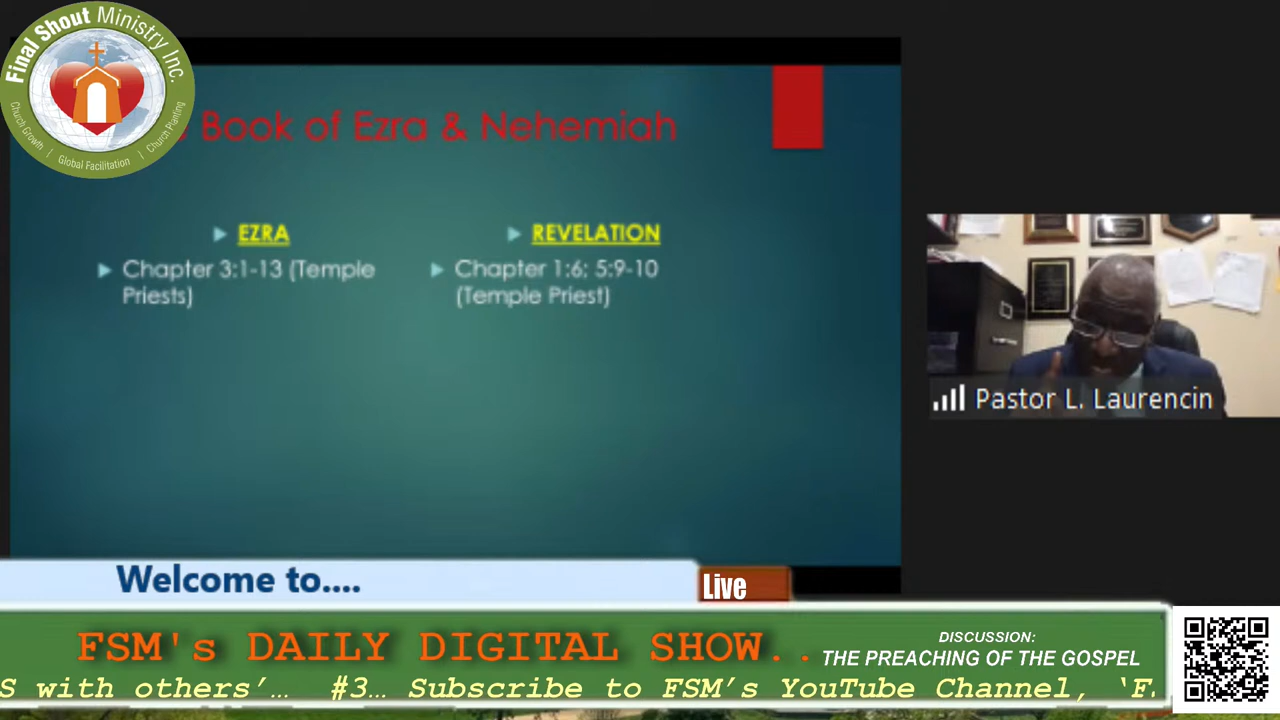 Final Shout Ministry Inc.
Church Growth | Global Facilitation | Church Planting
Book of Ezra & Nehemiah
EZRA
Chapter 3:1-13 (Temple
Priests)
REVELATION
Chapter 1:6; 5:9-10
(Temple Priest)
Pastor L. Laurencin
Welcome to....
Live
FSM's DAILY DIGITAL SHOW..
DISCUSSION:
THE PREACHING OF THE GOSPEL
S with others’… #3… Subscribe to FSM’s YouTube Channel, ‘F